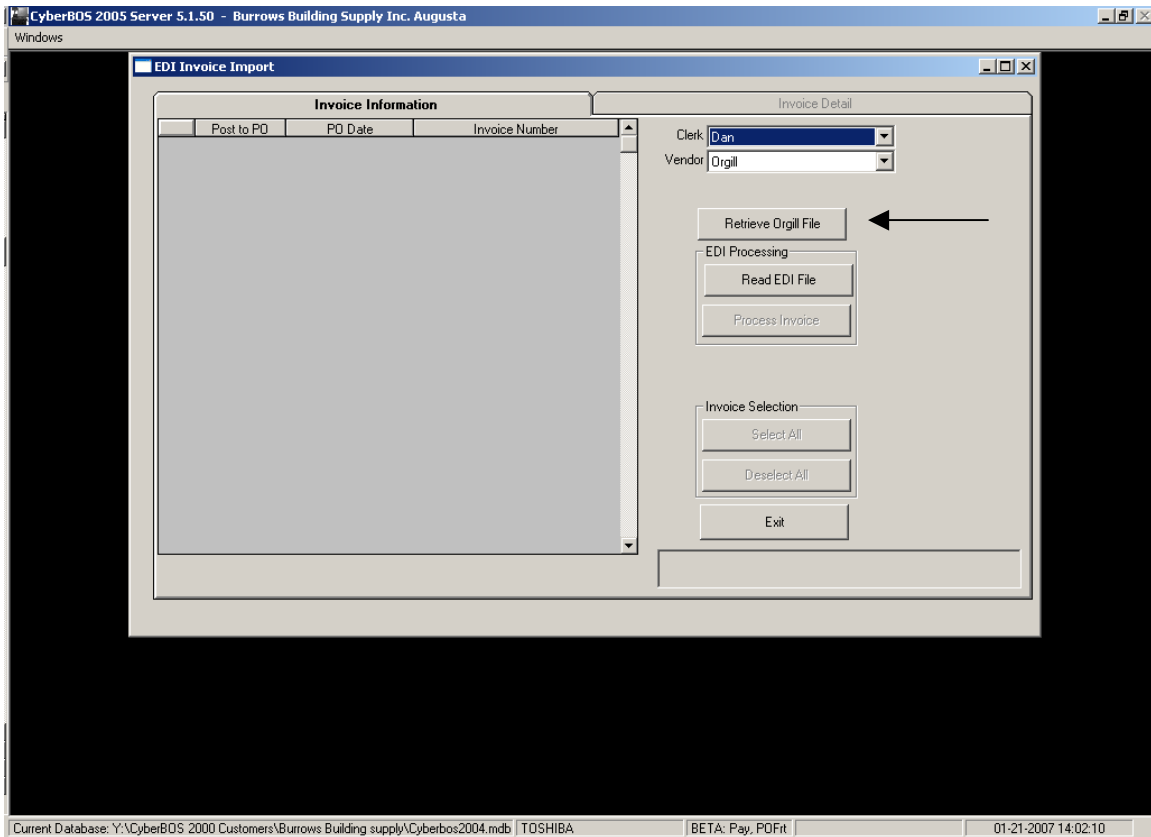 CyberBOS 2005 Server 5.1.50 - Burrows Building Supply Inc. Augusta
Windows
EDI Invoice Import
Invoice Information
Invoice Detail
Post to PO PO Date Invoice Number
Clerk Dan
Vendor Orgill
Retrieve Orgill File
EDI Processing
Read EDI File
Process Invoice
Invoice Selection
Select All
Deselect All
Exit
Current Database: Y:\CyberBOS 2000 Customers\Burrows Building supply\Cyberbos2004.mdb TOSHIBA BETA: Pay, POFrt 01-21-2007 14:02:10